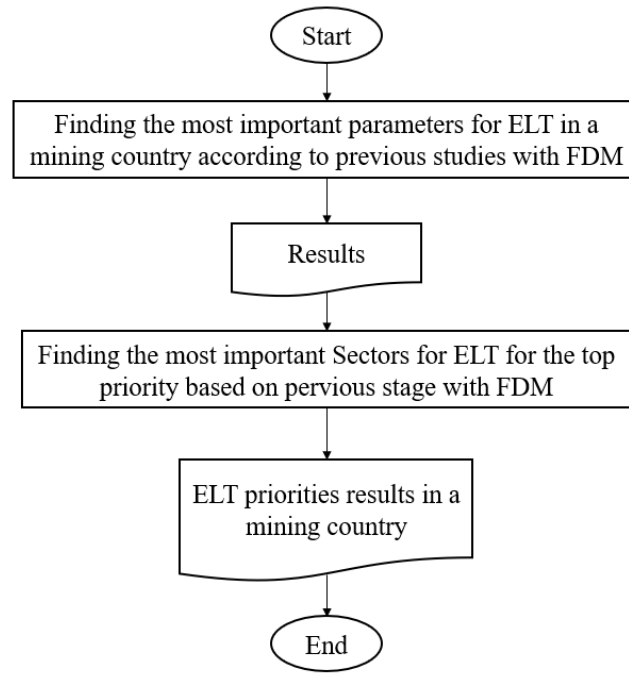 Start
Finding the most important parameters for ELT in a
mining country according to previous studies with FDM
Results
Finding the most important Sectors for ELT for the top
priority based on pervious stage with FDM
ELT priorities results in a
mining country
End